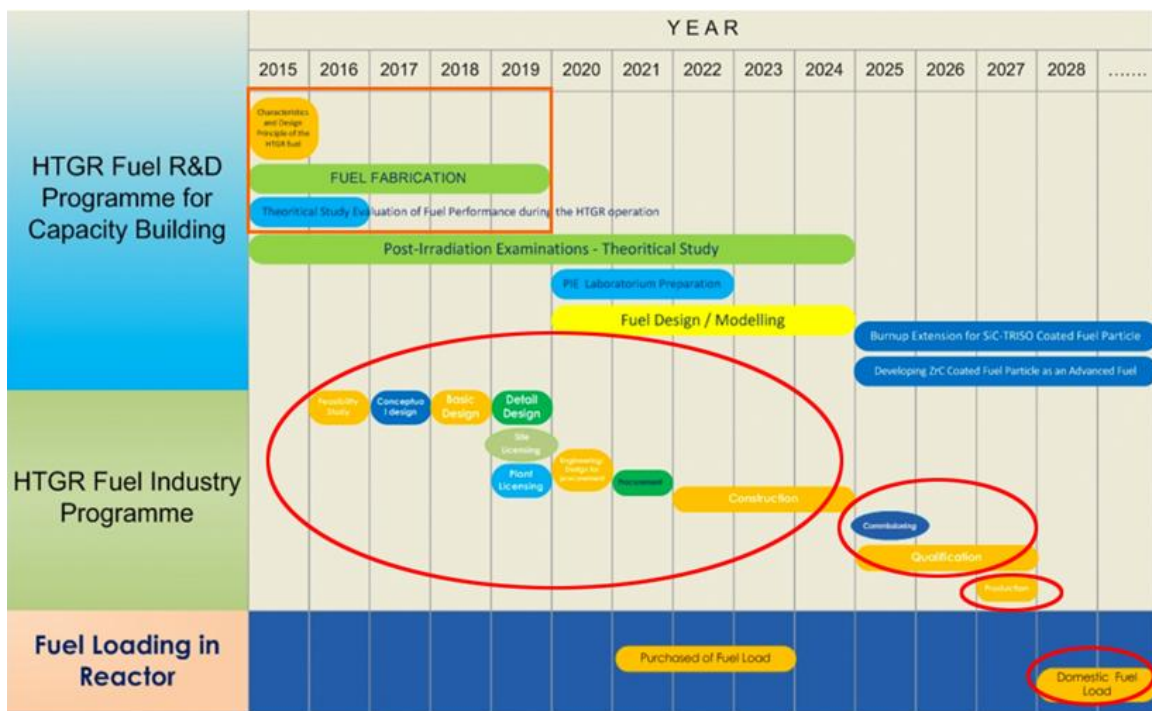 YEAR
2015 2016 2017 2018 2019 2020 2021 2022 2023 2024 2025 2026 2027 2028 .......
HTGR Fuel R&D
Programme for
Capacity Building
Characteristics
and Design
Principle of the
HTGR fuel
FUEL FABRICATION
Theoritical Study Evaluation of Fuel Performance during the HTGR operation
Post-Irradiation Examinations - Theoritical Study
PIE Laboratorium Preparation
Fuel Design / Modelling
Burnup Extension for SiC-TRISO Coated Fuel Particle
Developing ZrC Coated Fuel Particle as an Advanced Fuel
HTGR Fuel Industry
Programme
Feasibility
Study
Conceptua
l design
Basic
Design
Detail
Design
Site
Licensing
Plant
Licensing
Engineering
Design for
procurement
Procurement
Construction
Commissioning
Qualification
Production
Fuel Loading in
Reactor
Purchased of Fuel Load
Domestic Fuel
Load